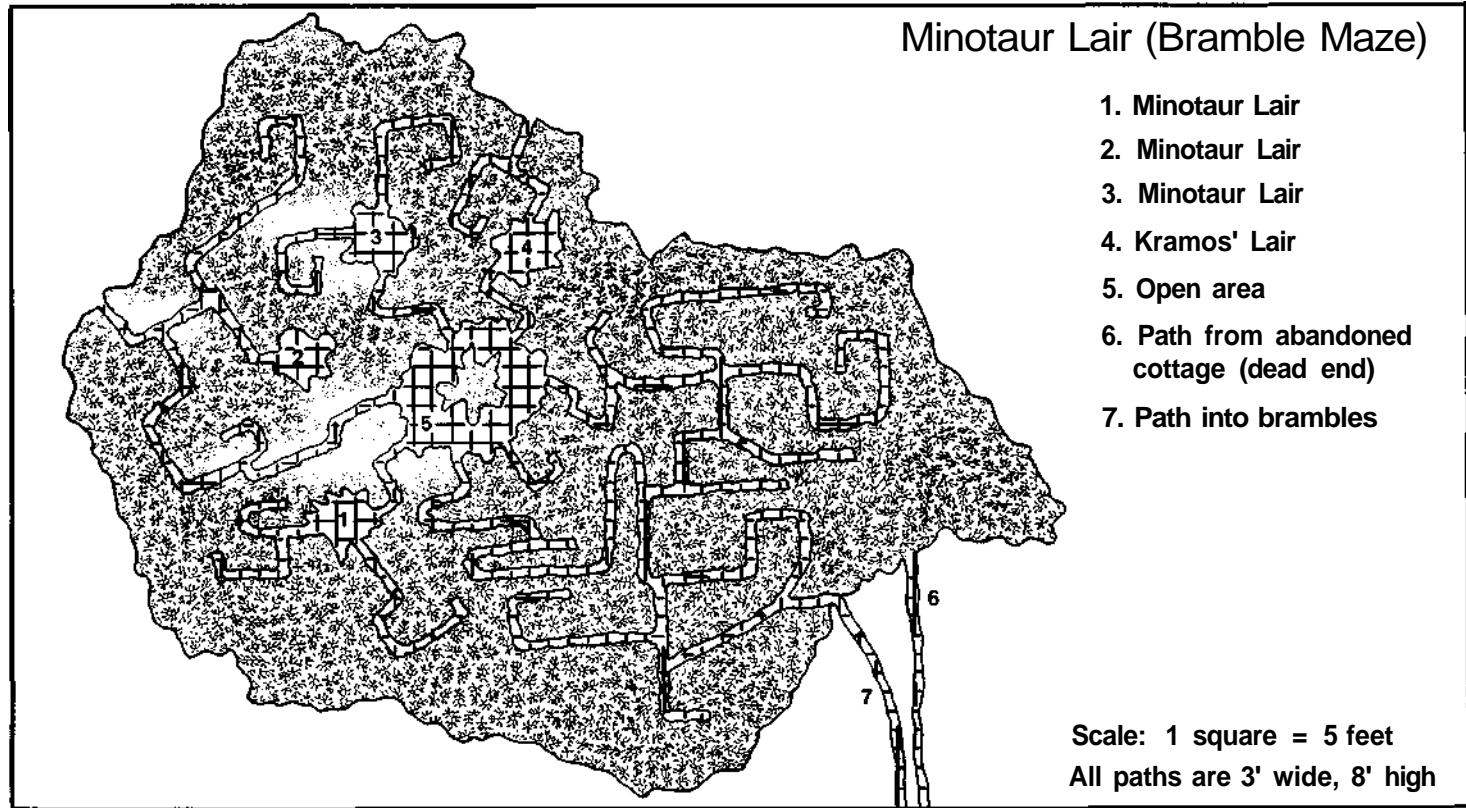 Minotaur Lair (Bramble Maze)
1. Minotaur Lair
2. Minotaur Lair
3. Minotaur Lair
4. Kramos' Lair
5. Open area
6. Path from abandoned
cottage (dead end)
7. Path into brambles
3
4
2
5
1
6
7
Scale: 1 square = 5 feet
All paths are 3' wide, 8' high